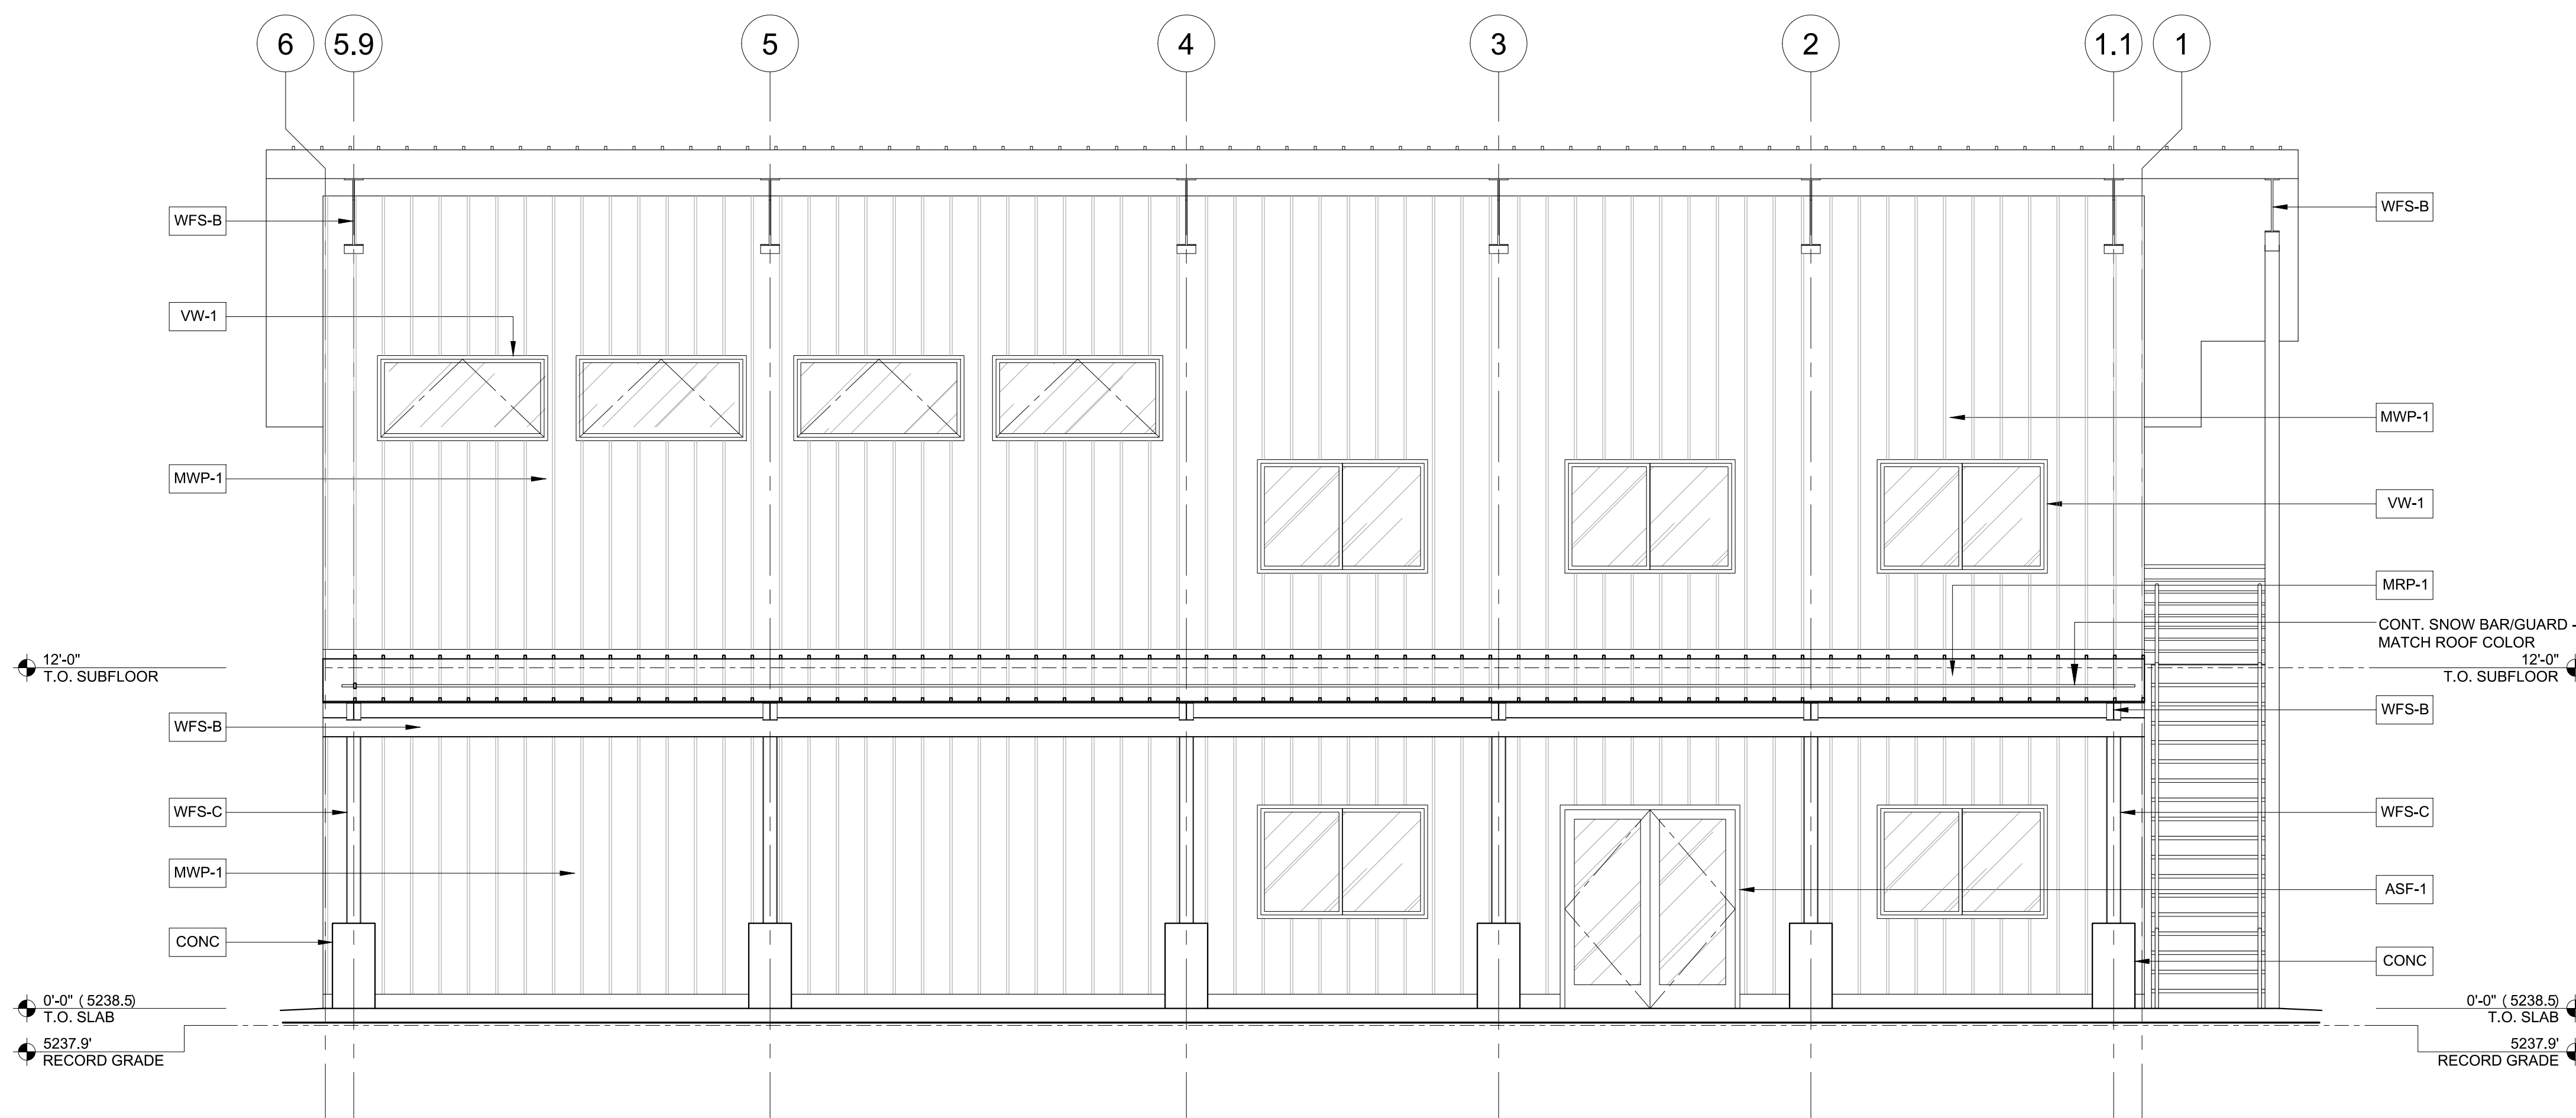 6
5.9
5
4
3
2
1.1
1
WFS-B
WFS-B
VW-1
MWP-1
MWP-1
VW-1
MRP-1
CONT. SNOW BAR/GUARD -
MATCH ROOF COLOR
12'-0"
T.O. SUBFLOOR
12'-0"
T.O. SUBFLOOR
WFS-B
WFS-B
WFS-C
WFS-C
MWP-1
ASF-1
CONC
CONC
0'-0" ( 5238.5)
T.O. SLAB
0'-0" ( 5238.5)
T.O. SLAB
5237.9'
RECORD GRADE
5237.9'
RECORD GRADE